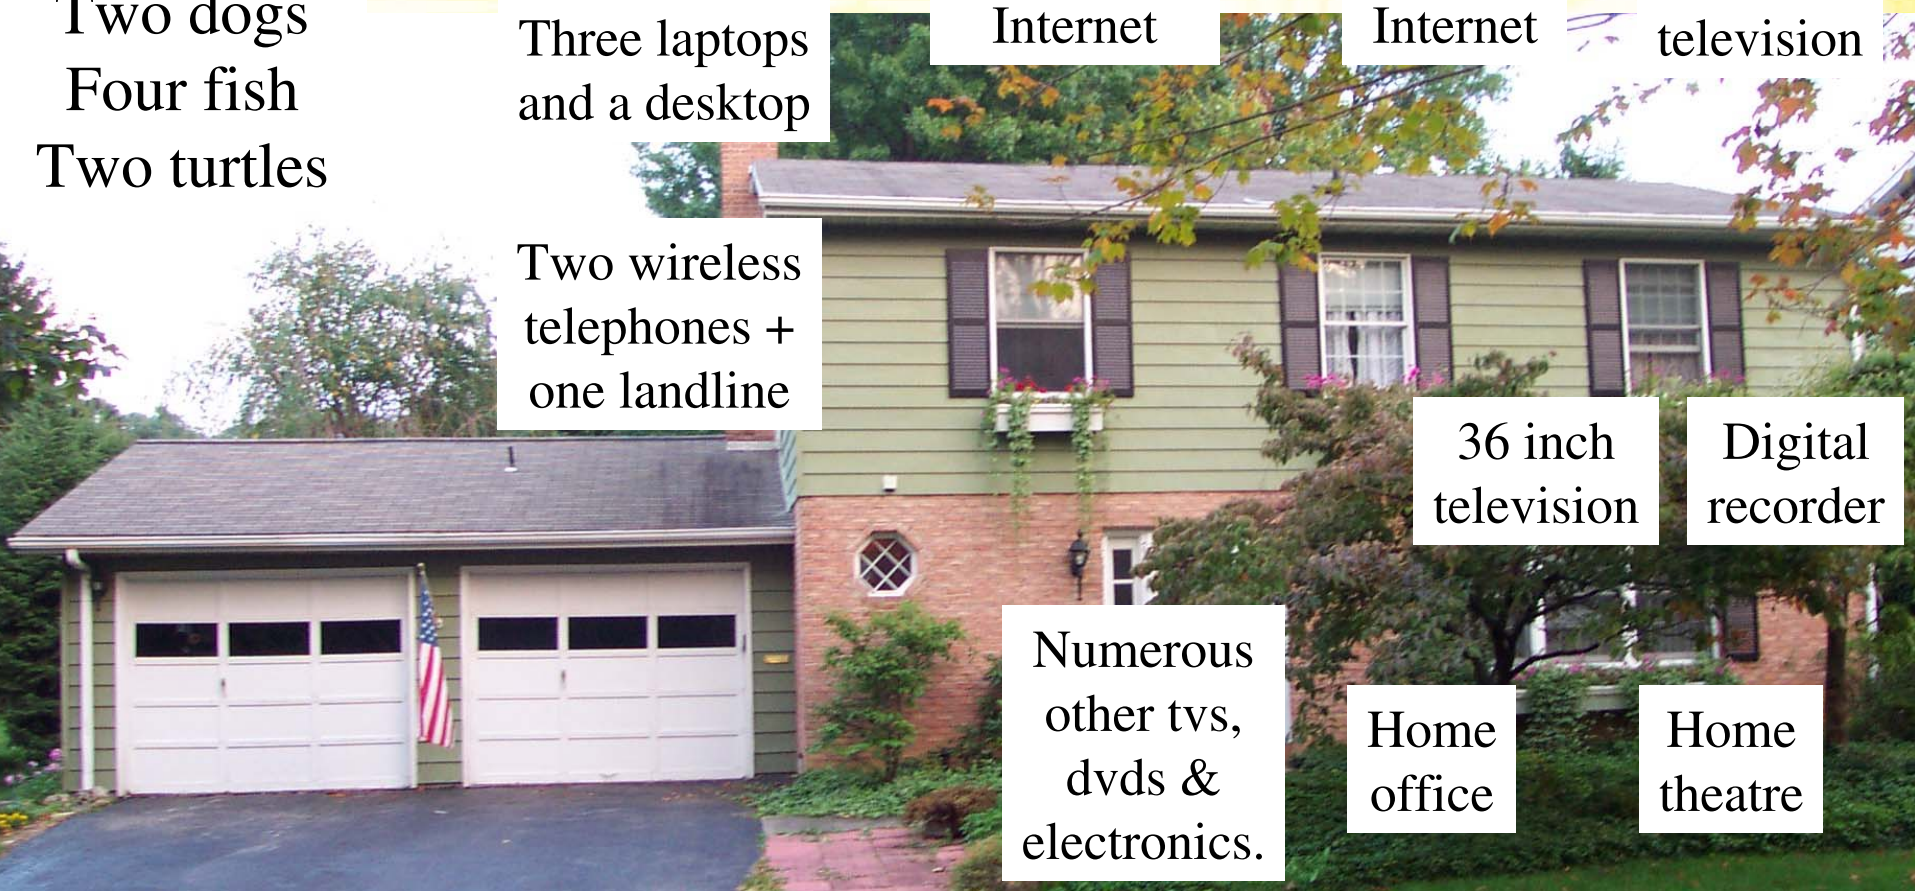 Two dogs
Four fish
Two turtles
Three laptops
and a desktop
Internet
Internet
television
Two wireless
telephones +
one landline
36 inch
television
Digital
recorder
Numerous
other tvs,
dvds &
electronics.
Home
office
Home
theatre